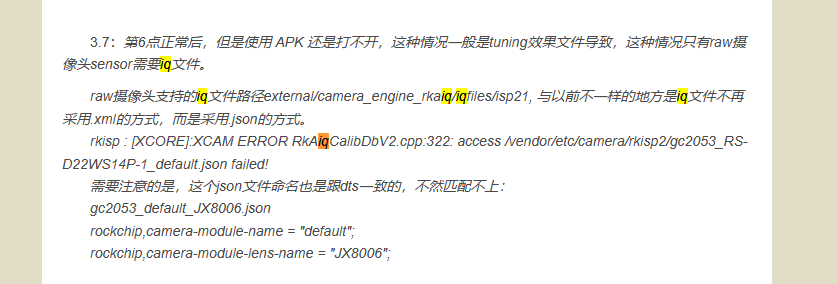 3.7：第6点正常后，但是使用 APK 还是打不开，这种情况一般是tuning效果文件导致，这种情况只有raw摄
像头sensor需要iq文件。
raw摄像头支持的iq文件路径external/camera_engine_rkaiq/iqfiles/isp21, 与以前不一样的地方是iq文件不再
采用.xml的方式，而是采用.json的方式。
rkisp : [XCORE]:XCAM ERROR RkAiqCalibDbV2.cpp:322: access /vendor/etc/camera/rkisp2/gc2053_RS-
D22WS14P-1_default.json failed!
需要注意的是，这个json文件命名也是跟dts一致的，不然匹配不上：
gc2053_default_JX8006.json
rockchip,camera-module-name = "default";
rockchip,camera-module-lens-name = "JX8006";